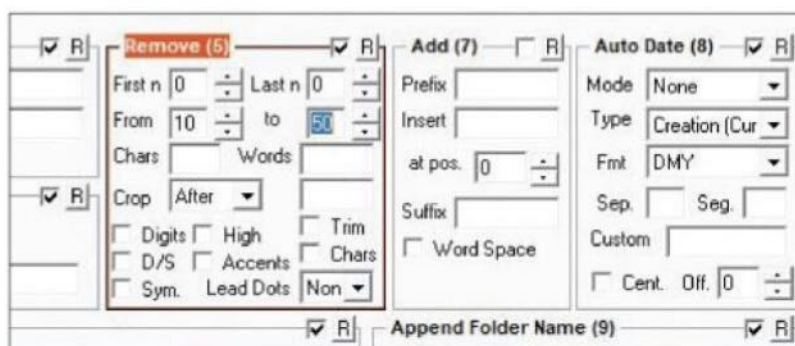 R Remove (5) R Add (7) R Auto Date (8) R
First n 0 Last n 0 Prefix Mode None
From 10 to 50 Insert Type Creation (Cur
Chars Words at pos. 0 Fmt DMY
R Crop After Suffix Sep. Seg.
Digits High Trim Word Space Custom
D/S Accents Chars Cent. Off. 0
Sym. Lead Dots Non
R Append Folder Name (9) R